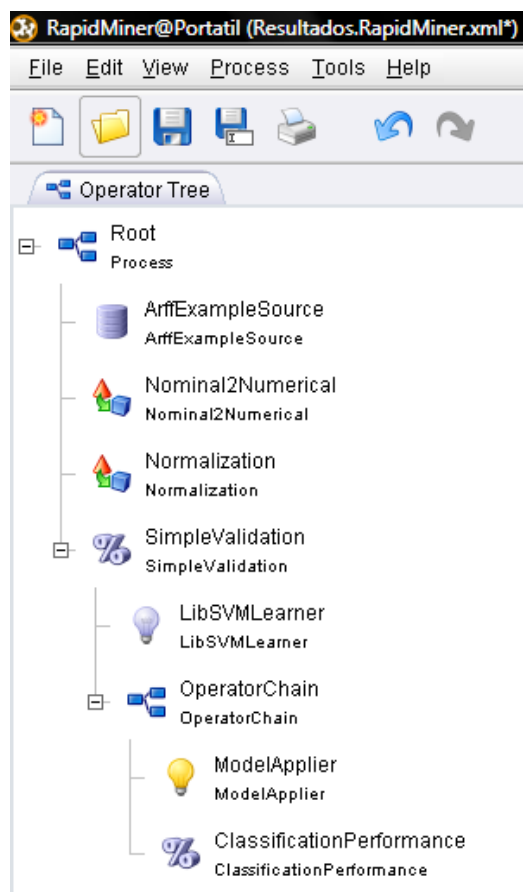 RapidMiner@Portatil (Resultados.RapidMiner.xml*)
File Edit View Process Tools Help
Operator Tree
Root
Process
ArffExampleSource
ArffExampleSource
Nominal2Numerical
Nominal2Numerical
Normalization
Normalization
SimpleValidation
SimpleValidation
LibSVMLearner
LibSVMLearner
OperatorChain
OperatorChain
ModelApplier
ModelApplier
ClassificationPerformance
ClassificationPerformance